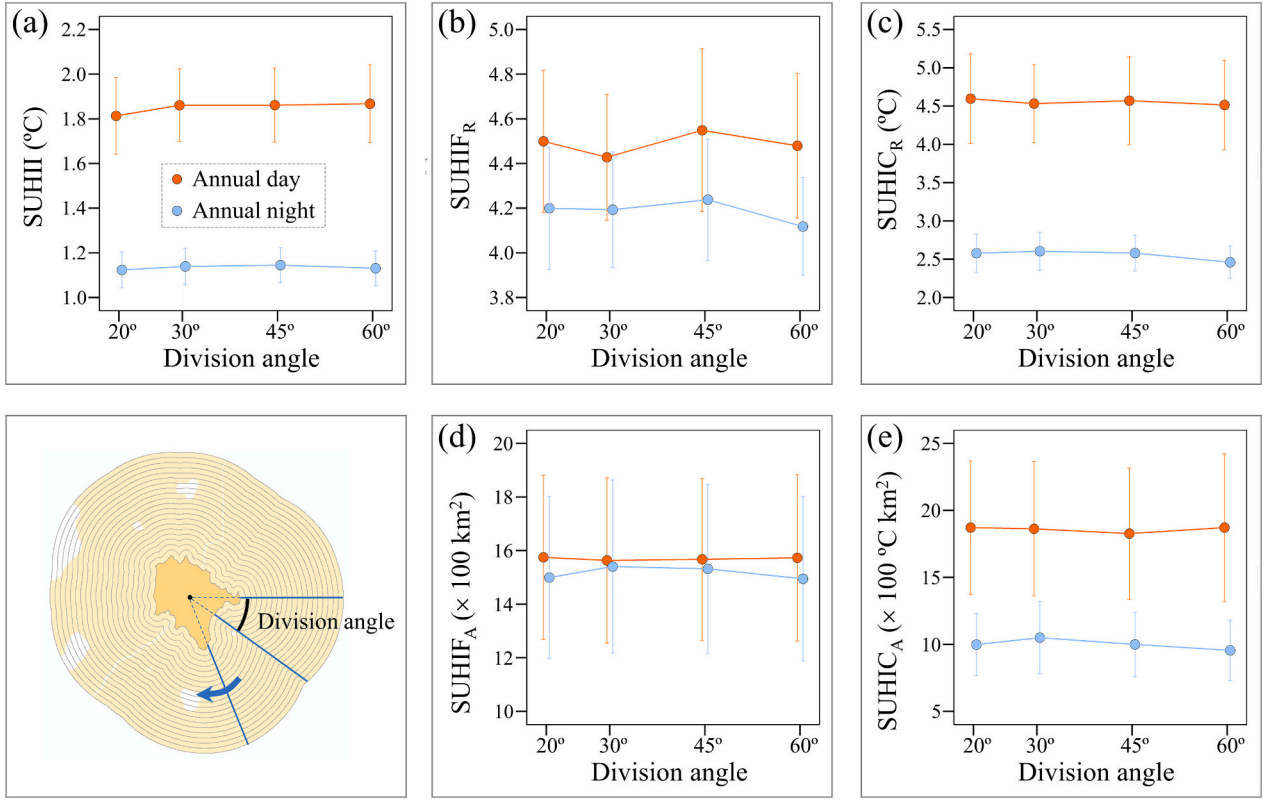 (a)
2.2
2.0
1.8
1.6
1.4
1.2
1.0
SUHII (ºC)
Annual day
Annual night
20º 30º 45º 60º
Division angle
(b)
5.0
4.8
4.6
4.4
4.2
4.0
3.8
SUHIF_R
20º 30º 45º 60º
Division angle
(c)
5.5
5.0
4.5
4.0
3.5
3.0
2.5
2.0
SUHIC_R (ºC)
20º 30º 45º 60º
Division angle
Division angle
(d)
20
18
16
14
12
10
SUHIF_A (× 100 km²)
20º 30º 45º 60º
Division angle
(e)
25
20
15
10
5
SUHIC_A (× 100 ºC km²)
20º 30º 45º 60º
Division angle